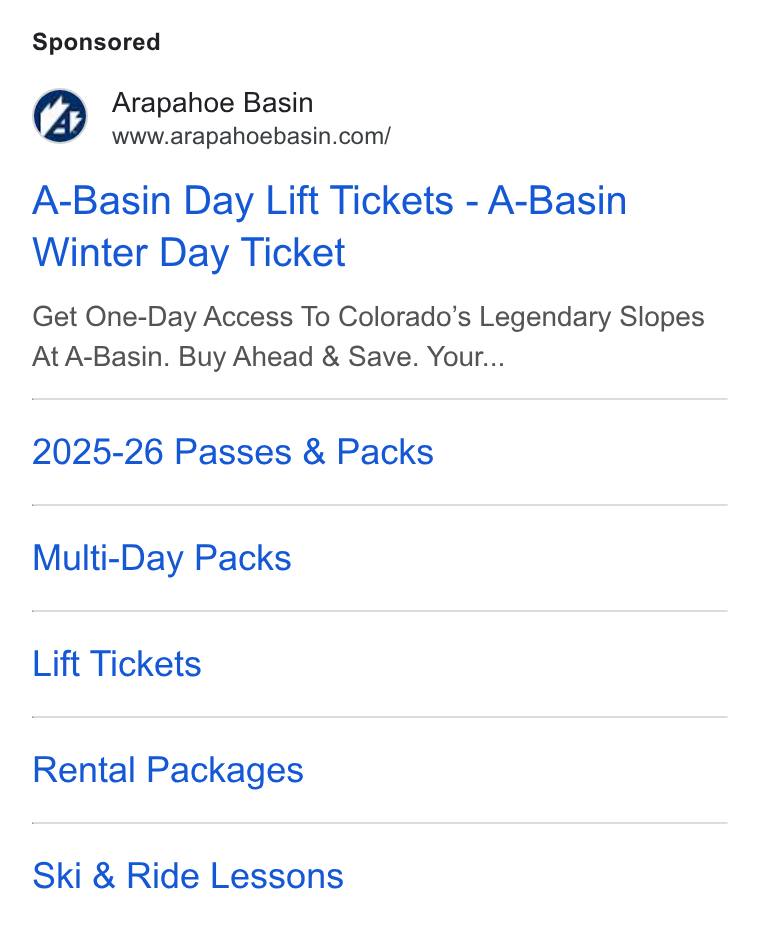 Sponsored
Arapahoe Basin
www.arapahoebasin.com/
A-Basin Day Lift Tickets - A-Basin
Winter Day Ticket
Get One-Day Access To Colorado’s Legendary Slopes
At A-Basin. Buy Ahead & Save. Your...
2025-26 Passes & Packs
Multi-Day Packs
Lift Tickets
Rental Packages
Ski & Ride Lessons